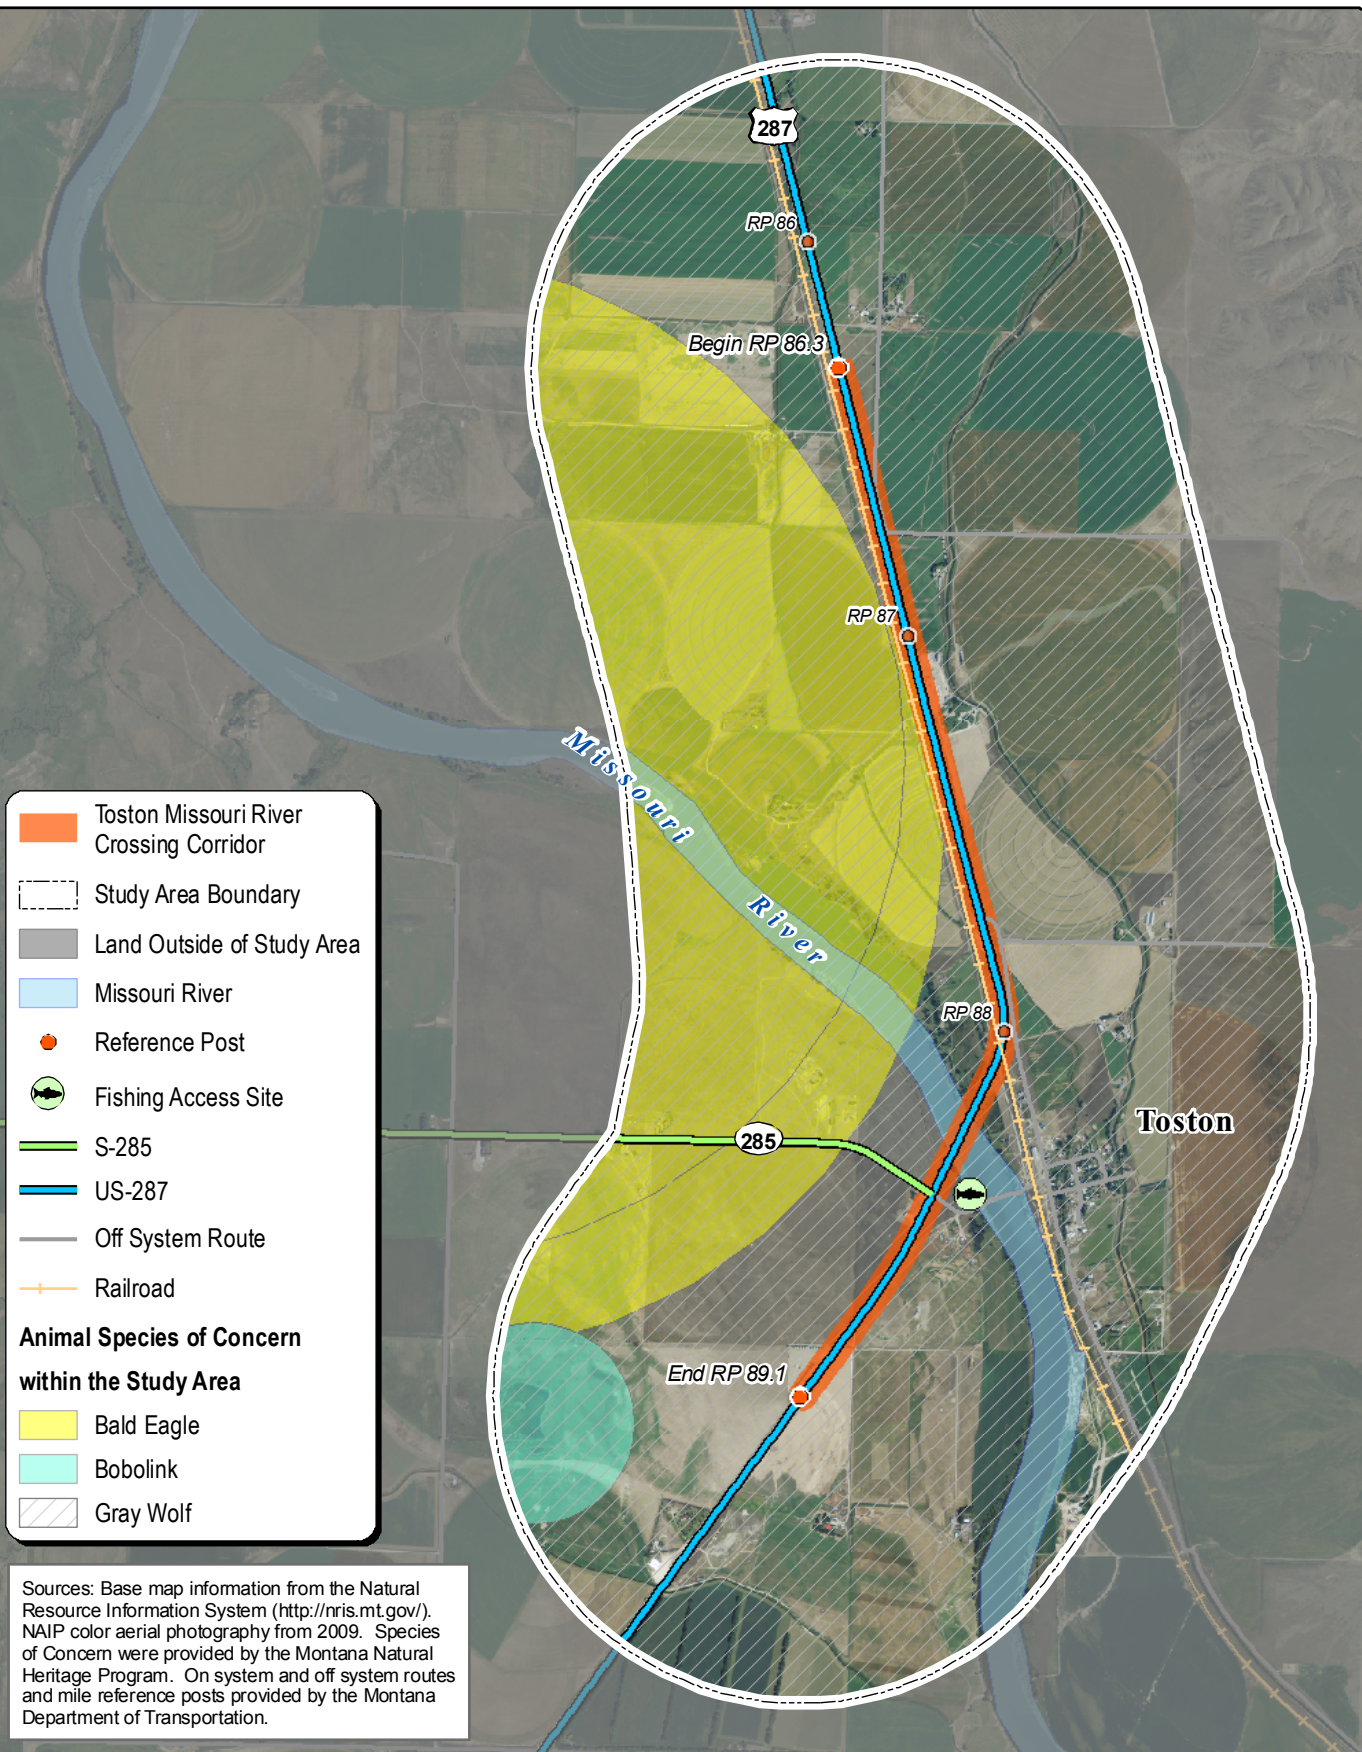 287
RP 86
Begin RP 86.3
RP 87
Missouri
River
RP 88
Toston
285
End RP 89.1
Toston Missouri River
Crossing Corridor
Study Area Boundary
Land Outside of Study Area
Missouri River
Reference Post
Fishing Access Site
S-285
US-287
Off System Route
Railroad
Animal Species of Concern
within the Study Area
Bald Eagle
Bobolink
Gray Wolf
Sources: Base map information from the Natural
Resource Information System (http://nris.mt.gov/).
NAIP color aerial photography from 2009. Species
of Concern were provided by the Montana Natural
Heritage Program. On system and off system routes
and mile reference posts provided by the Montana
Department of Transportation.